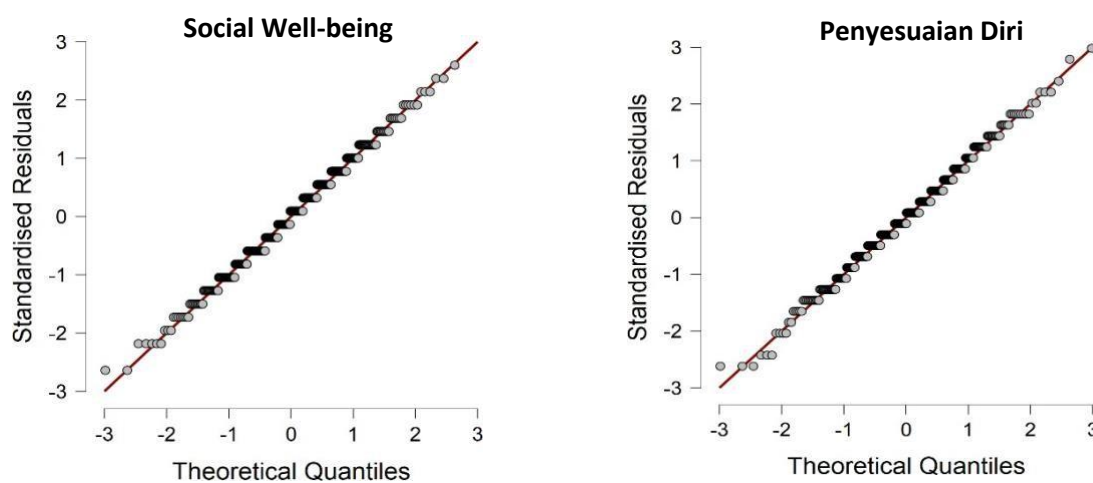 Social Well-being
3
2
1
0
-1
-2
-3
Standardised Residuals
-3 -2 -1 0 1 2 3
Theoretical Quantiles
Penyesuaian Diri
3
2
1
0
-1
-2
-3
Standardised Residuals
-3 -2 -1 0 1 2 3
Theoretical Quantiles